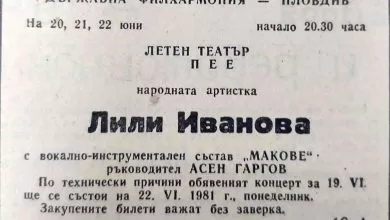 ДЪРЖАВНА ФИЛХАРМОНИЯ — ПЛОВДИВ
На 20, 21, 22 юни начало 20.30 часа
ЛЕТЕН ТЕАТЪР
ПЕЕ
народната артистка
Лили Иванова
с вокално-инструментален състав „МАКОВЕ“
ръководител АСЕН ГАРГОВ
По технически причини обявеният концерт за 19. VI.
ще се състои на 22. VI. 1981 г., понеделник.
Закупените билети важат без заверка.